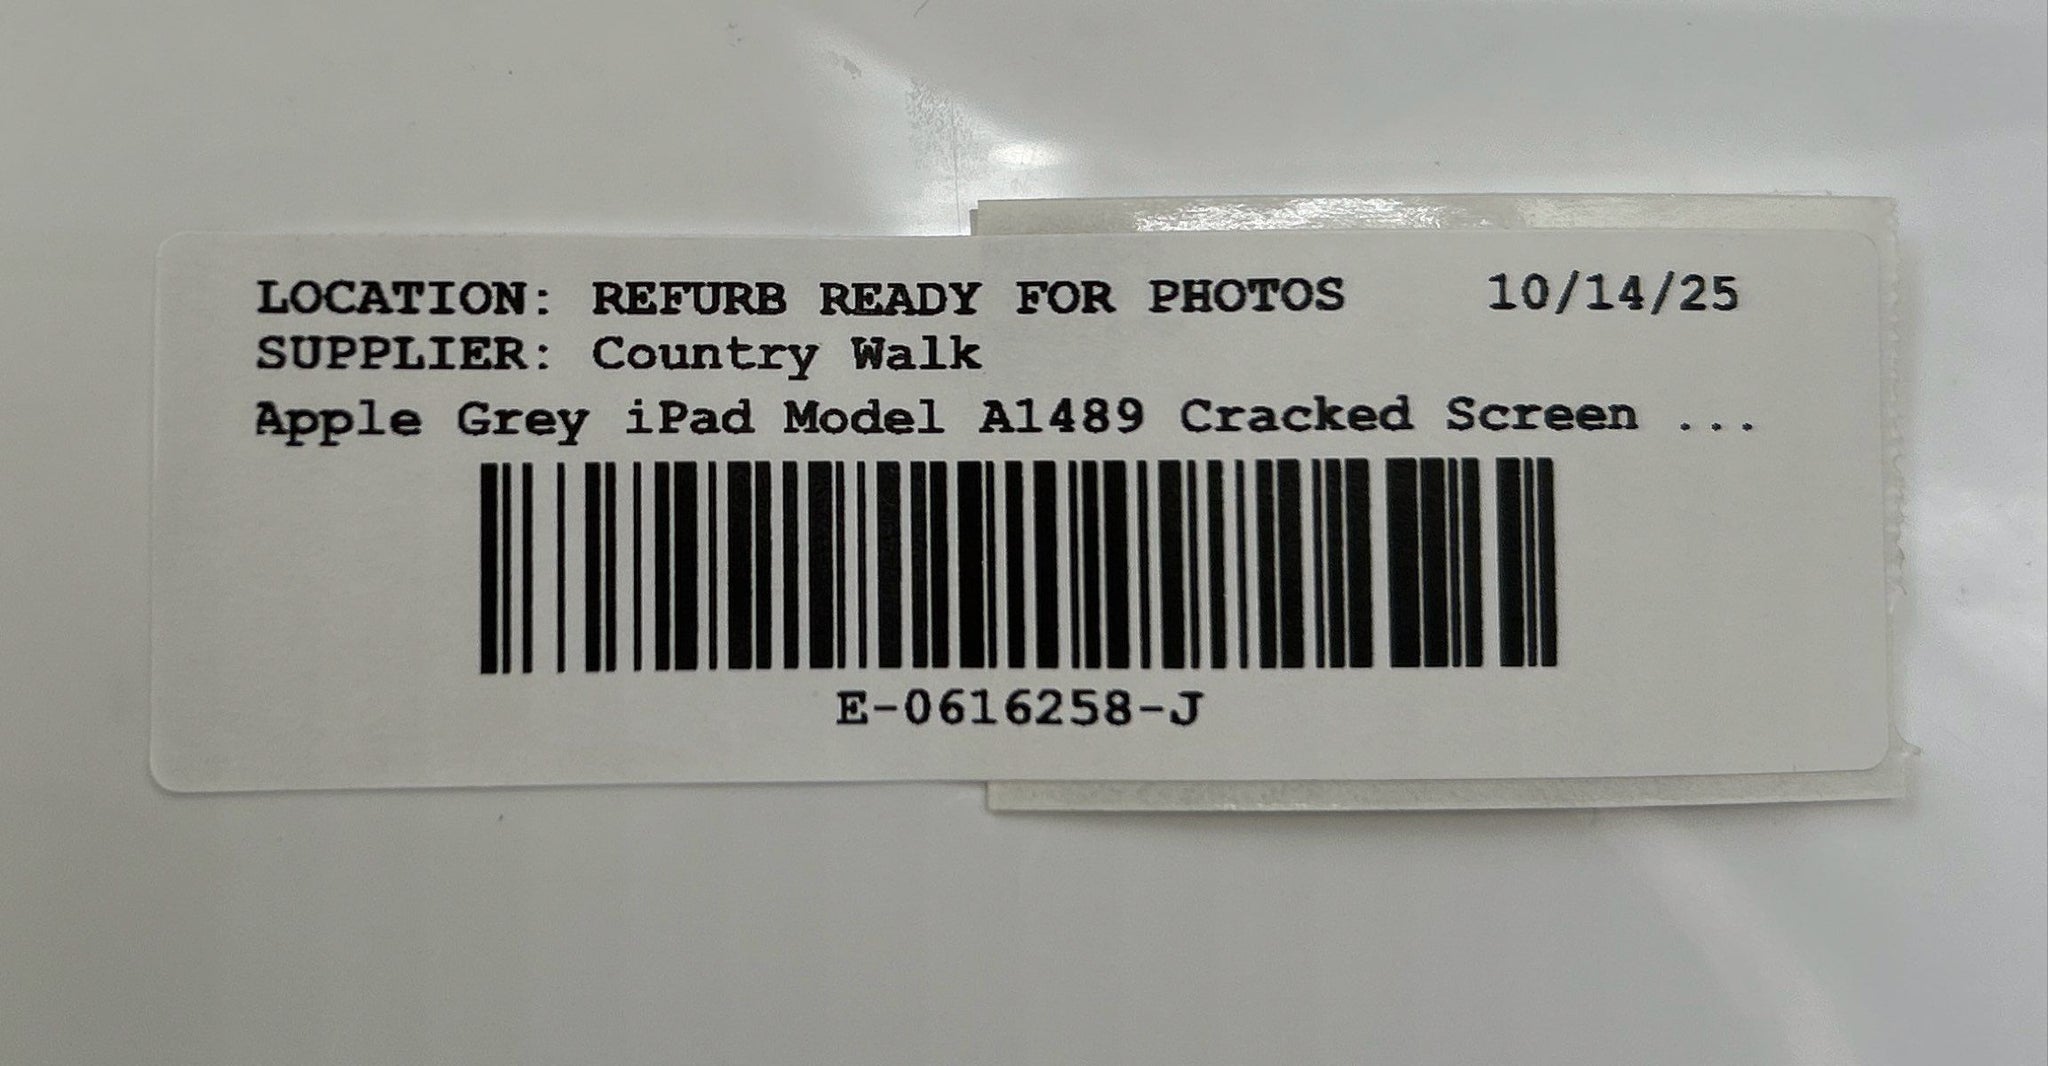 LOCATION: REFURB READY FOR PHOTOS 10/14/25
SUPPLIER: Country Walk
Apple Grey iPad Model A1489 Cracked Screen ...
E-0616258-J